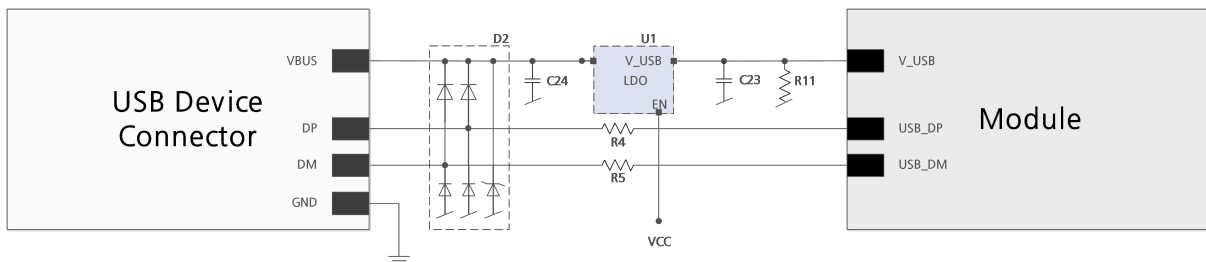 D2
U1
VBUS
V_USB
V_USB
C24
LDO
C23
R11
USB Device
Connector
EN
Module
DP
R4
USB_DP
DM
R5
USB_DM
GND
VCC